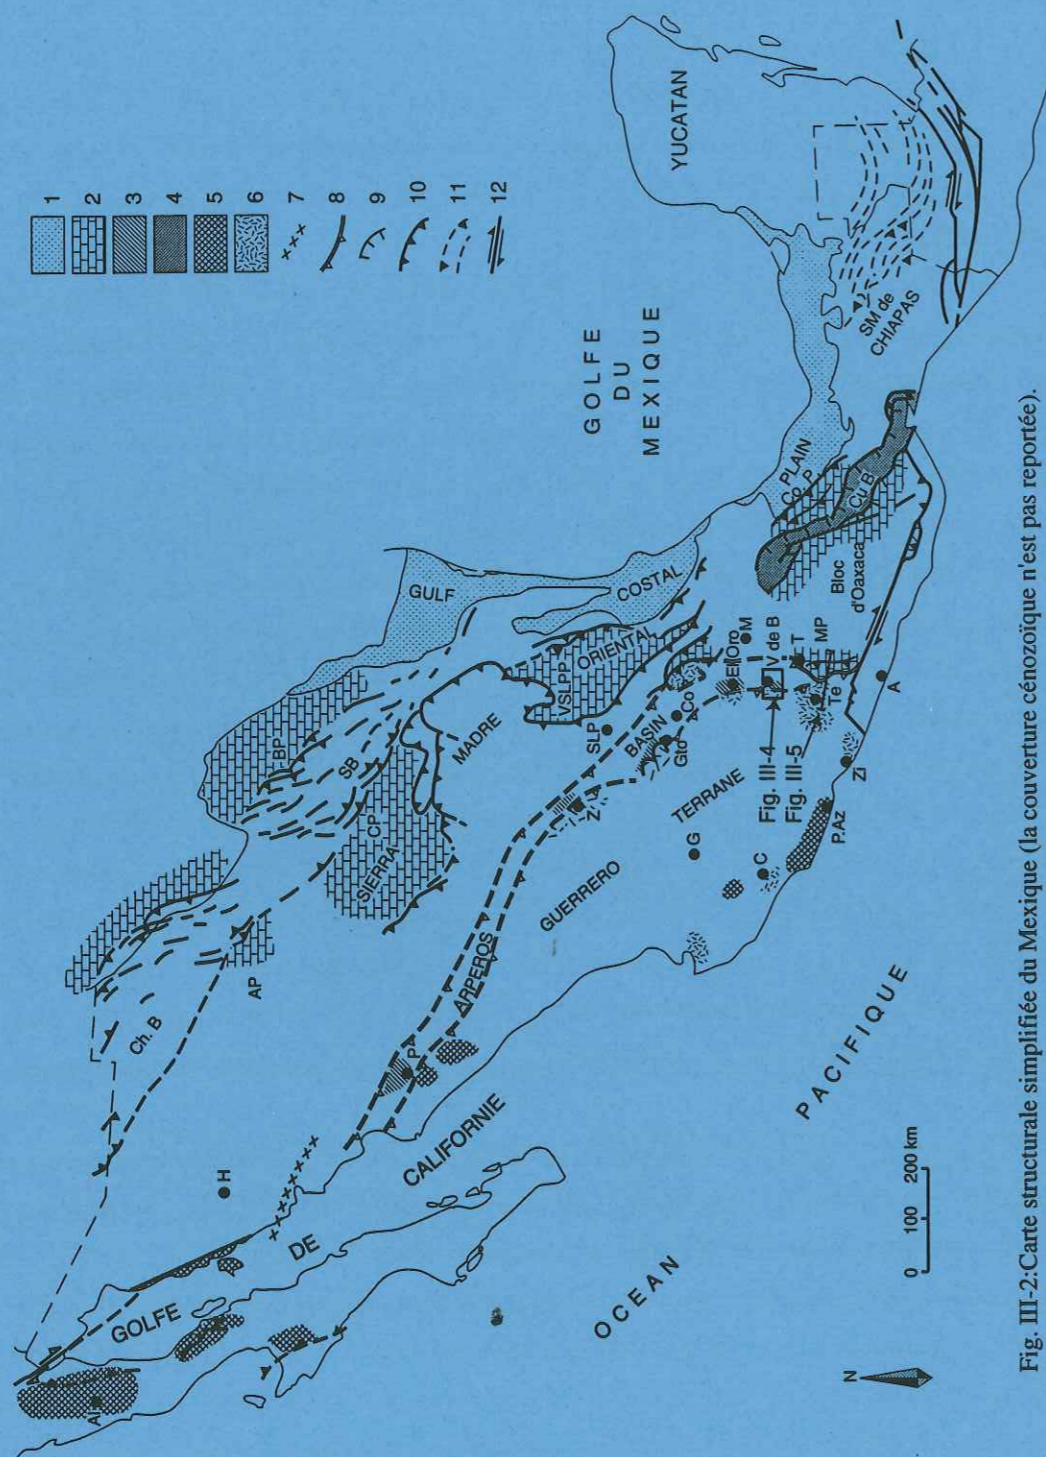 1
2
3
4
5
6
7
8
9
10
11
12
YUCATAN
GOLFE
DU
MEXIQUE
SM de
CHIAPAS
PLAIN
Co. P.
Cu B
Bloc
d'Oaxaca
GULF
COSTAL
ORIENTAL
VSLPP
MADRE
SIERRA
CP
BP
SB
AP
Ch. B
SLP
BASIN
Gto
Co
El Oro
M
V de B
T
MP
Te
A
Zi
Fig. III-4
Fig. III-5
TERRANE
GUERRERO
G
C
P.Az
Z
ARPEROS
P
H
Al
GOLFE
DE
CALIFORNIE
OCEAN
PACIFIQUE
N
0 100 200 km
Fig. III-2:Carte structurale simplifiée du Mexique (la couverture cénozoïque n'est pas reportée).